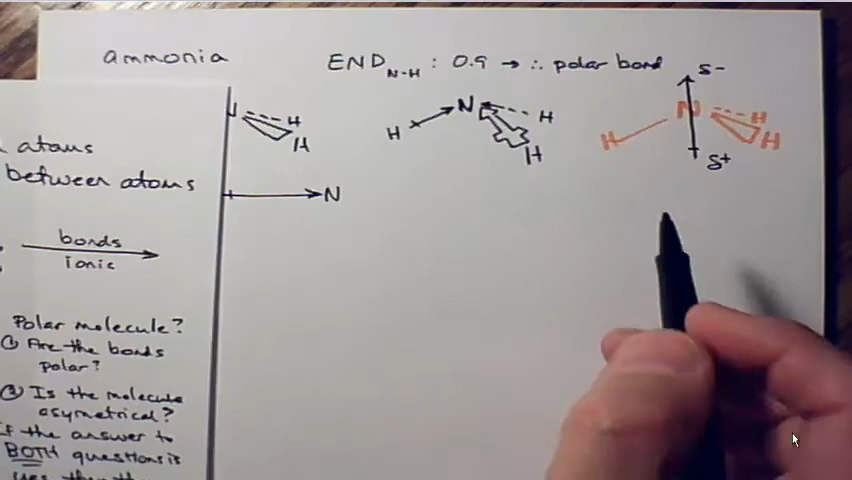 ammonia
END N-H : 0.9 → ∴ polar bond
δ-
N H H
H N H H
H N H H
δ+
atoms
between atoms
N
bonds
ionic
Polar molecule?
① Are the bonds
polar?
② Is the molecule
asymetrical?
If the answer to
BOTH questions is